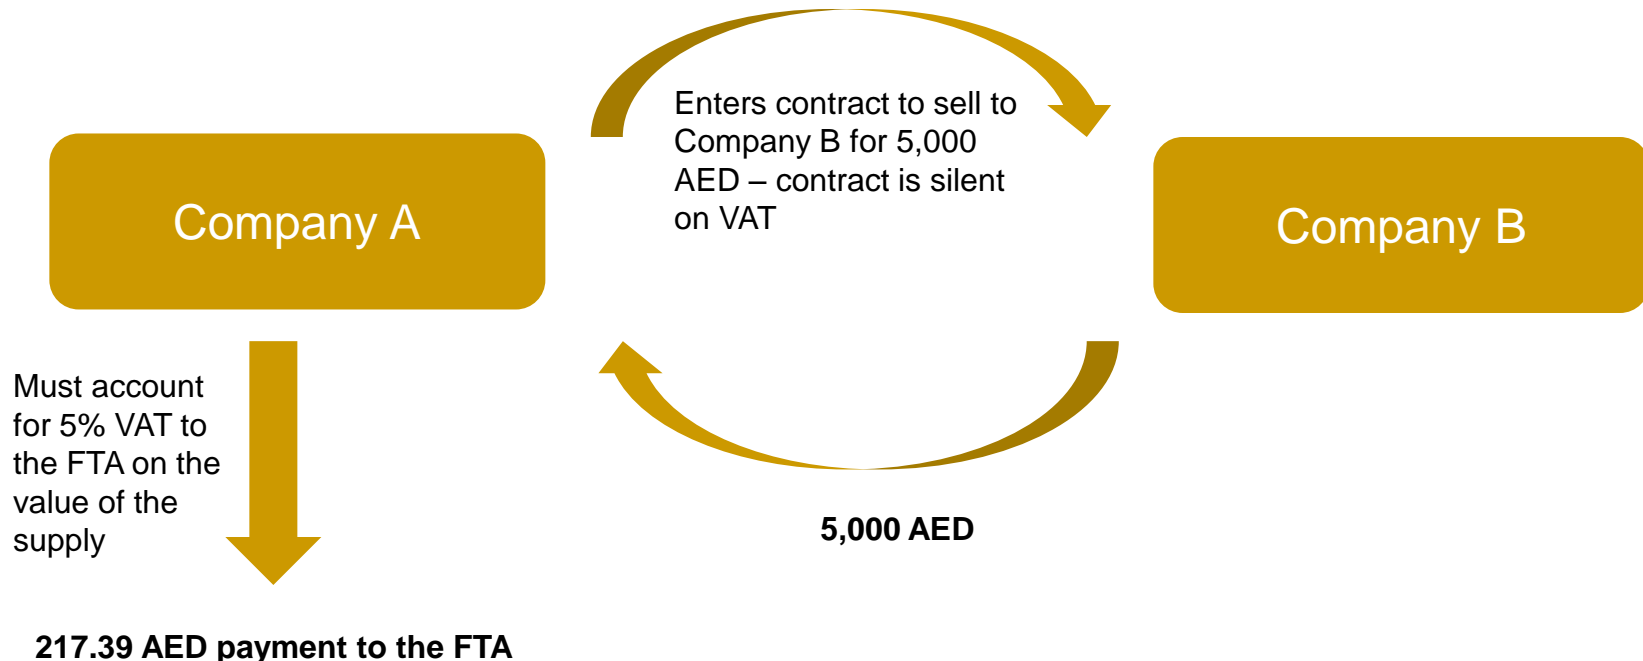 Enters contract to sell to
Company B for 5,000
AED – contract is silent
on VAT
Company A
Company B
Must account
for 5% VAT to
the FTA on the
value of the
supply
5,000 AED
217.39 AED payment to the FTA